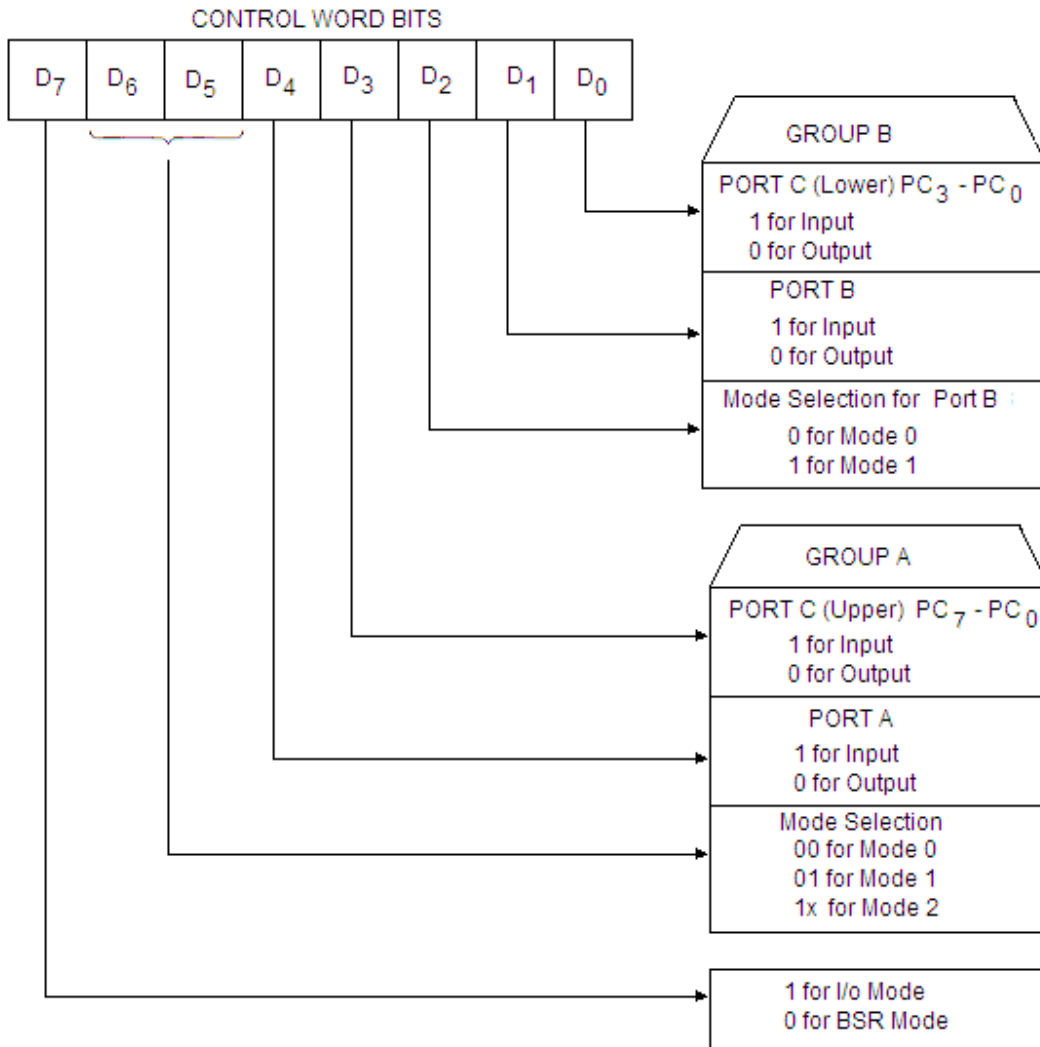 CONTROL WORD BITS
D7 D6 D5 D4 D3 D2 D1 D0
GROUP B
PORT C (Lower) PC3 - PC0
1 for Input
0 for Output
PORT B
1 for Input
0 for Output
Mode Selection for Port B
0 for Mode 0
1 for Mode 1
GROUP A
PORT C (Upper) PC7 - PC0
1 for Input
0 for Output
PORT A
1 for Input
0 for Output
Mode Selection
00 for Mode 0
01 for Mode 1
1x for Mode 2
1 for I/o Mode
0 for BSR Mode